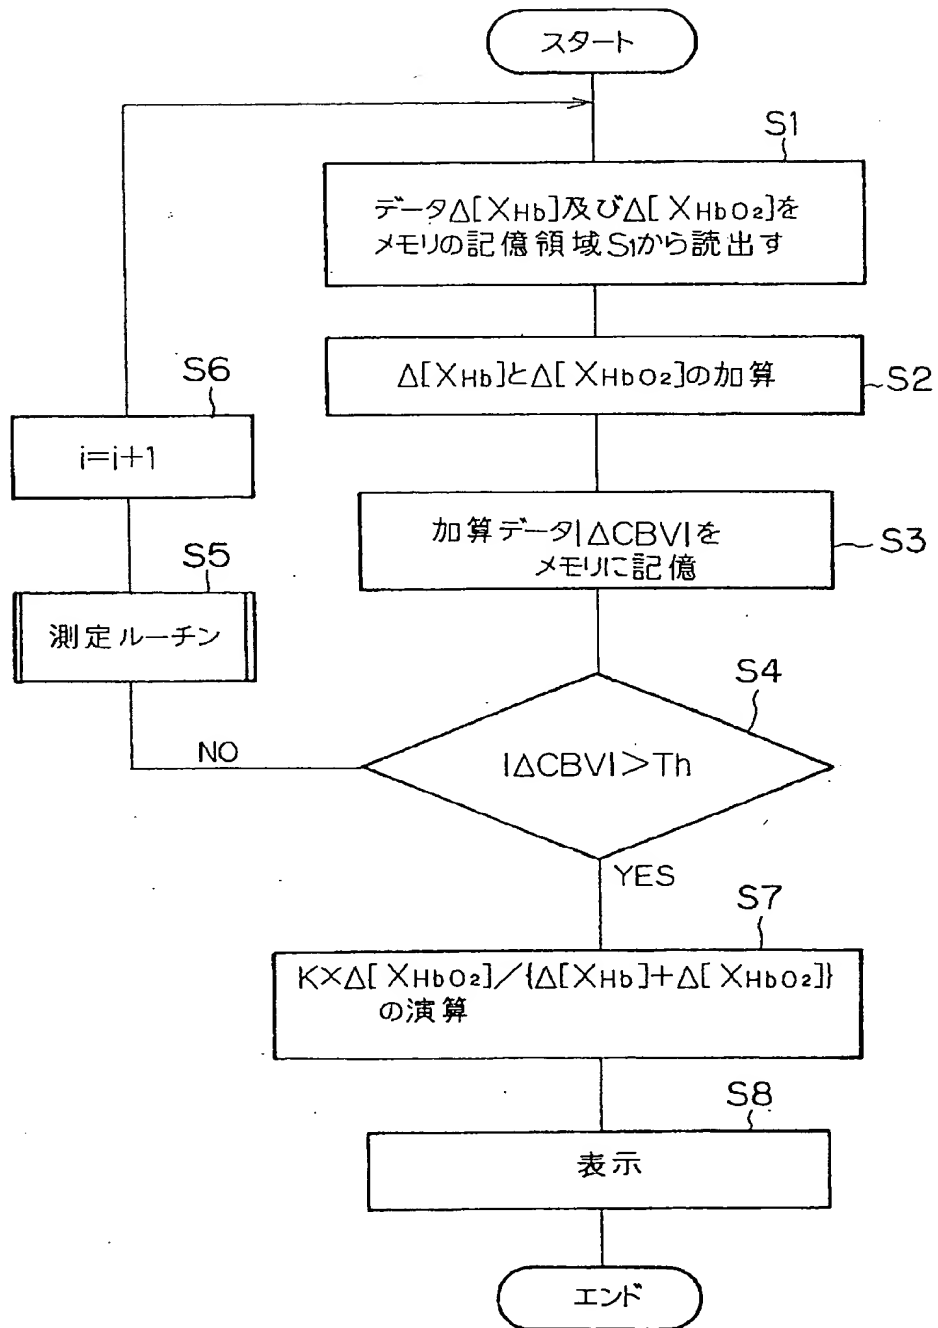 スタート
S1
データΔ[XHb]及びΔ[XHbO2]を
メモリの記憶領域S1から読出す
Δ[XHb]とΔ[XHbO2]の加算
S2
加算データ|ΔCBV|を
メモリに記憶
S3
S4
|ΔCBV|>Th
NO
YES
S5
測定ルーチン
S6
i=i+1
S7
K×Δ[XHbO2]/{Δ[XHb]+Δ[XHbO2]}
の演算
S8
表示
エンド